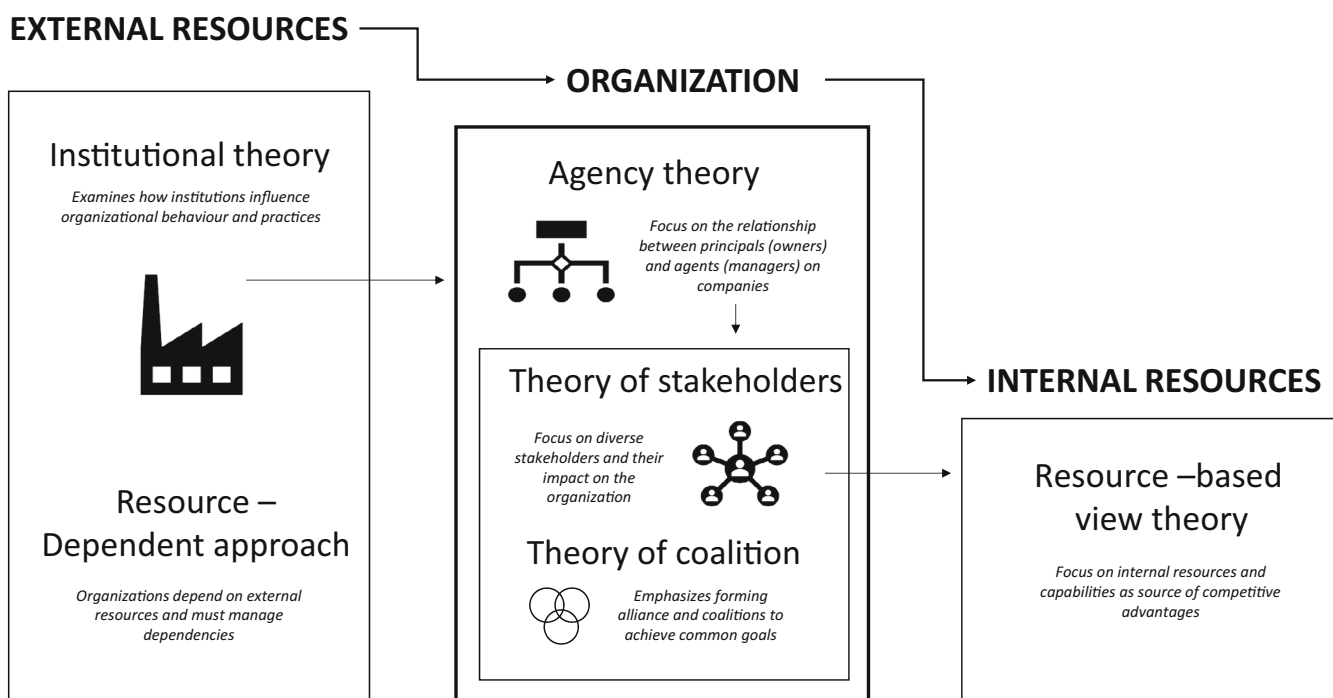 EXTERNAL RESOURCES
ORGANIZATION
Institutional theory
Examines how institutions influence
organizational behaviour and practices
Resource –
Dependent approach
Organizations depend on external
resources and must manage
dependencies
Agency theory
Focus on the relationship
between principals (owners)
and agents (managers) on
companies
Theory of stakeholders
Focus on diverse
stakeholders and their
impact on the
organization
Theory of coalition
Emphasizes forming
alliance and coalitions to
achieve common goals
INTERNAL RESOURCES
Resource –based
view theory
Focus on internal resources and
capabilities as source of competitive
advantages